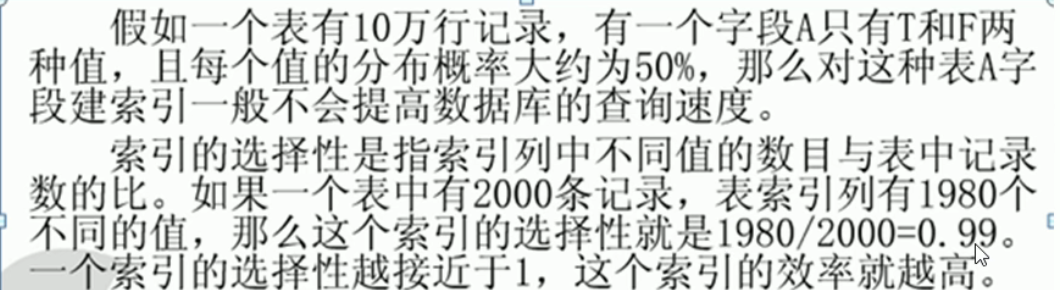 假如一个表有10万行记录，有一个字段A只有T和F两
种值，且每个值的分布概率大约为50%，那么对这种表A字
段建索引一般不会提高数据库的查询速度。
索引的选择性是指索引列中不同值的数目与表中记录
数的比。如果一个表中有2000条记录，表索引列有1980个
不同的值，那么这个索引的选择性就是1980/2000=0.99。
一个索引的选择性越接近于1，这个索引的效率就越高。